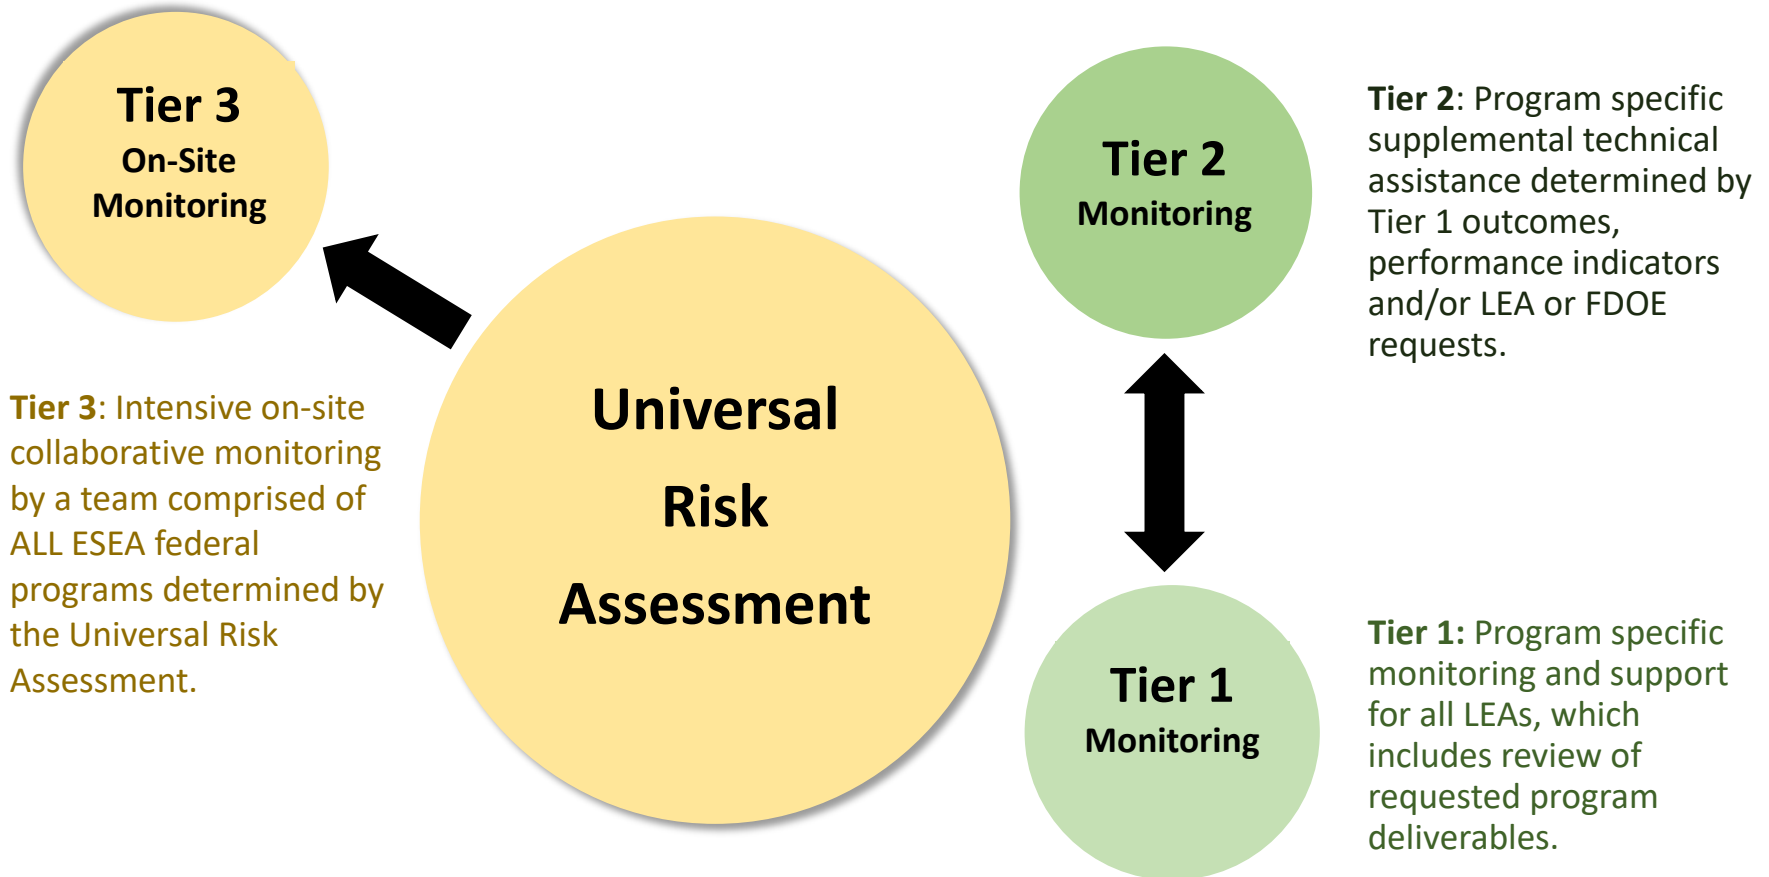 Tier 3
On-Site
Monitoring
Tier 3: Intensive on-site
collaborative monitoring
by a team comprised of
ALL ESEA federal
programs determined by
the Universal Risk
Assessment.
Universal
Risk
Assessment
Tier 2
Monitoring
Tier 2: Program specific
supplemental technical
assistance determined by
Tier 1 outcomes,
performance indicators
and/or LEA or FDOE
requests.
Tier 1
Monitoring
Tier 1: Program specific
monitoring and support
for all LEAs, which
includes review of
requested program
deliverables.